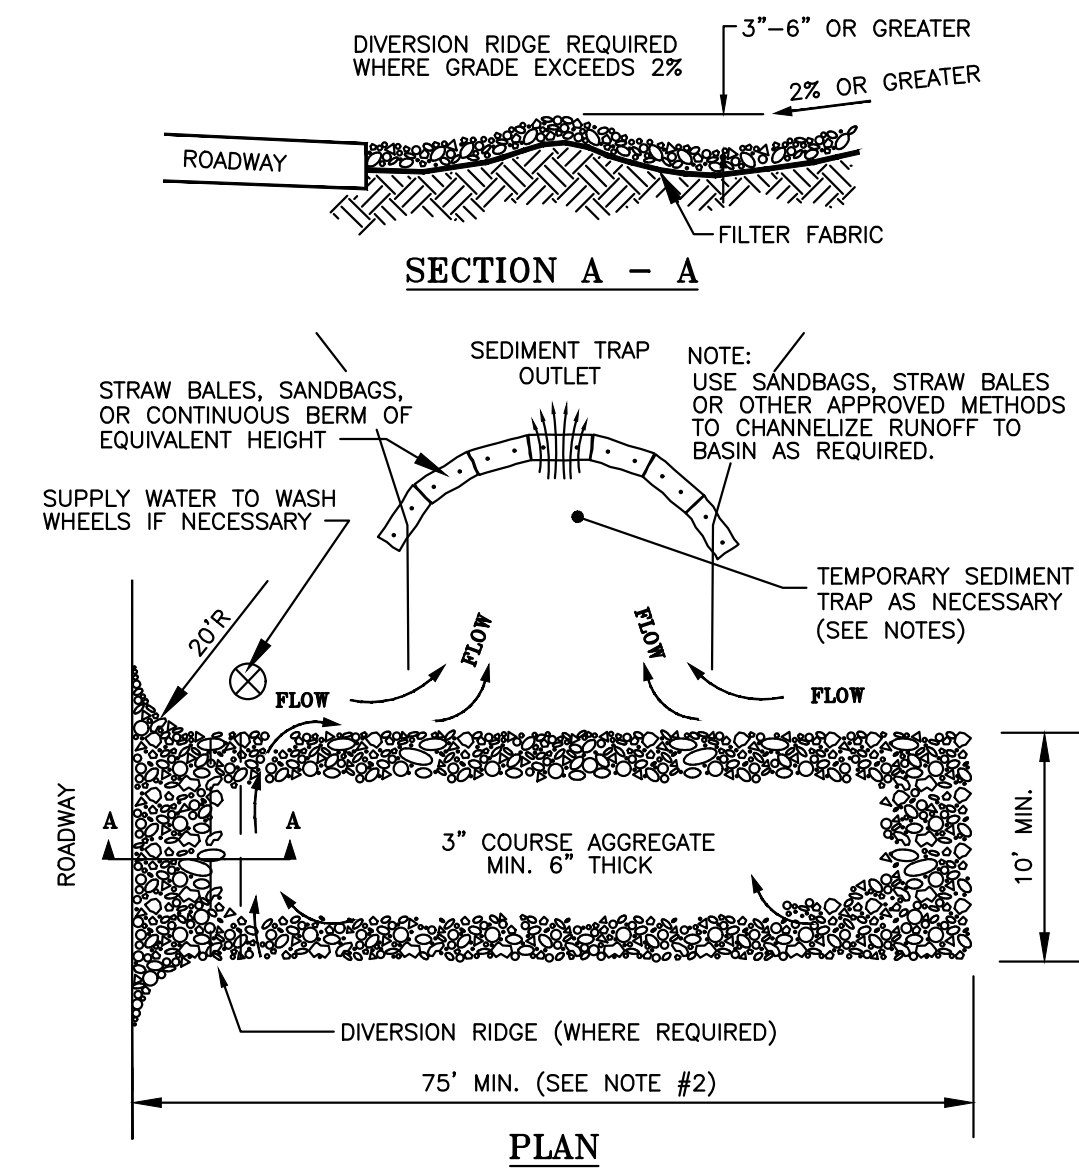 3"-6" OR GREATER
DIVERSION RIDGE REQUIRED
WHERE GRADE EXCEEDS 2%
2% OR GREATER
ROADWAY
FILTER FABRIC
SECTION A - A
SEDIMENT TRAP
OUTLET
NOTE:
USE SANDBAGS, STRAW BALES
OR OTHER APPROVED METHODS
TO CHANNELIZE RUNOFF TO
BASIN AS REQUIRED.
STRAW BALES, SANDBAGS,
OR CONTINUOUS BERM OF
EQUIVALENT HEIGHT
SUPPLY WATER TO WASH
WHEELS IF NECESSARY
TEMPORARY SEDIMENT
TRAP AS NECESSARY
(SEE NOTES)
20'R
FLOW
FLOW
FLOW
FLOW
ROADWAY
A
A
3" COURSE AGGREGATE
MIN. 6" THICK
10' MIN.
DIVERSION RIDGE (WHERE REQUIRED)
75' MIN. (SEE NOTE #2)
PLAN